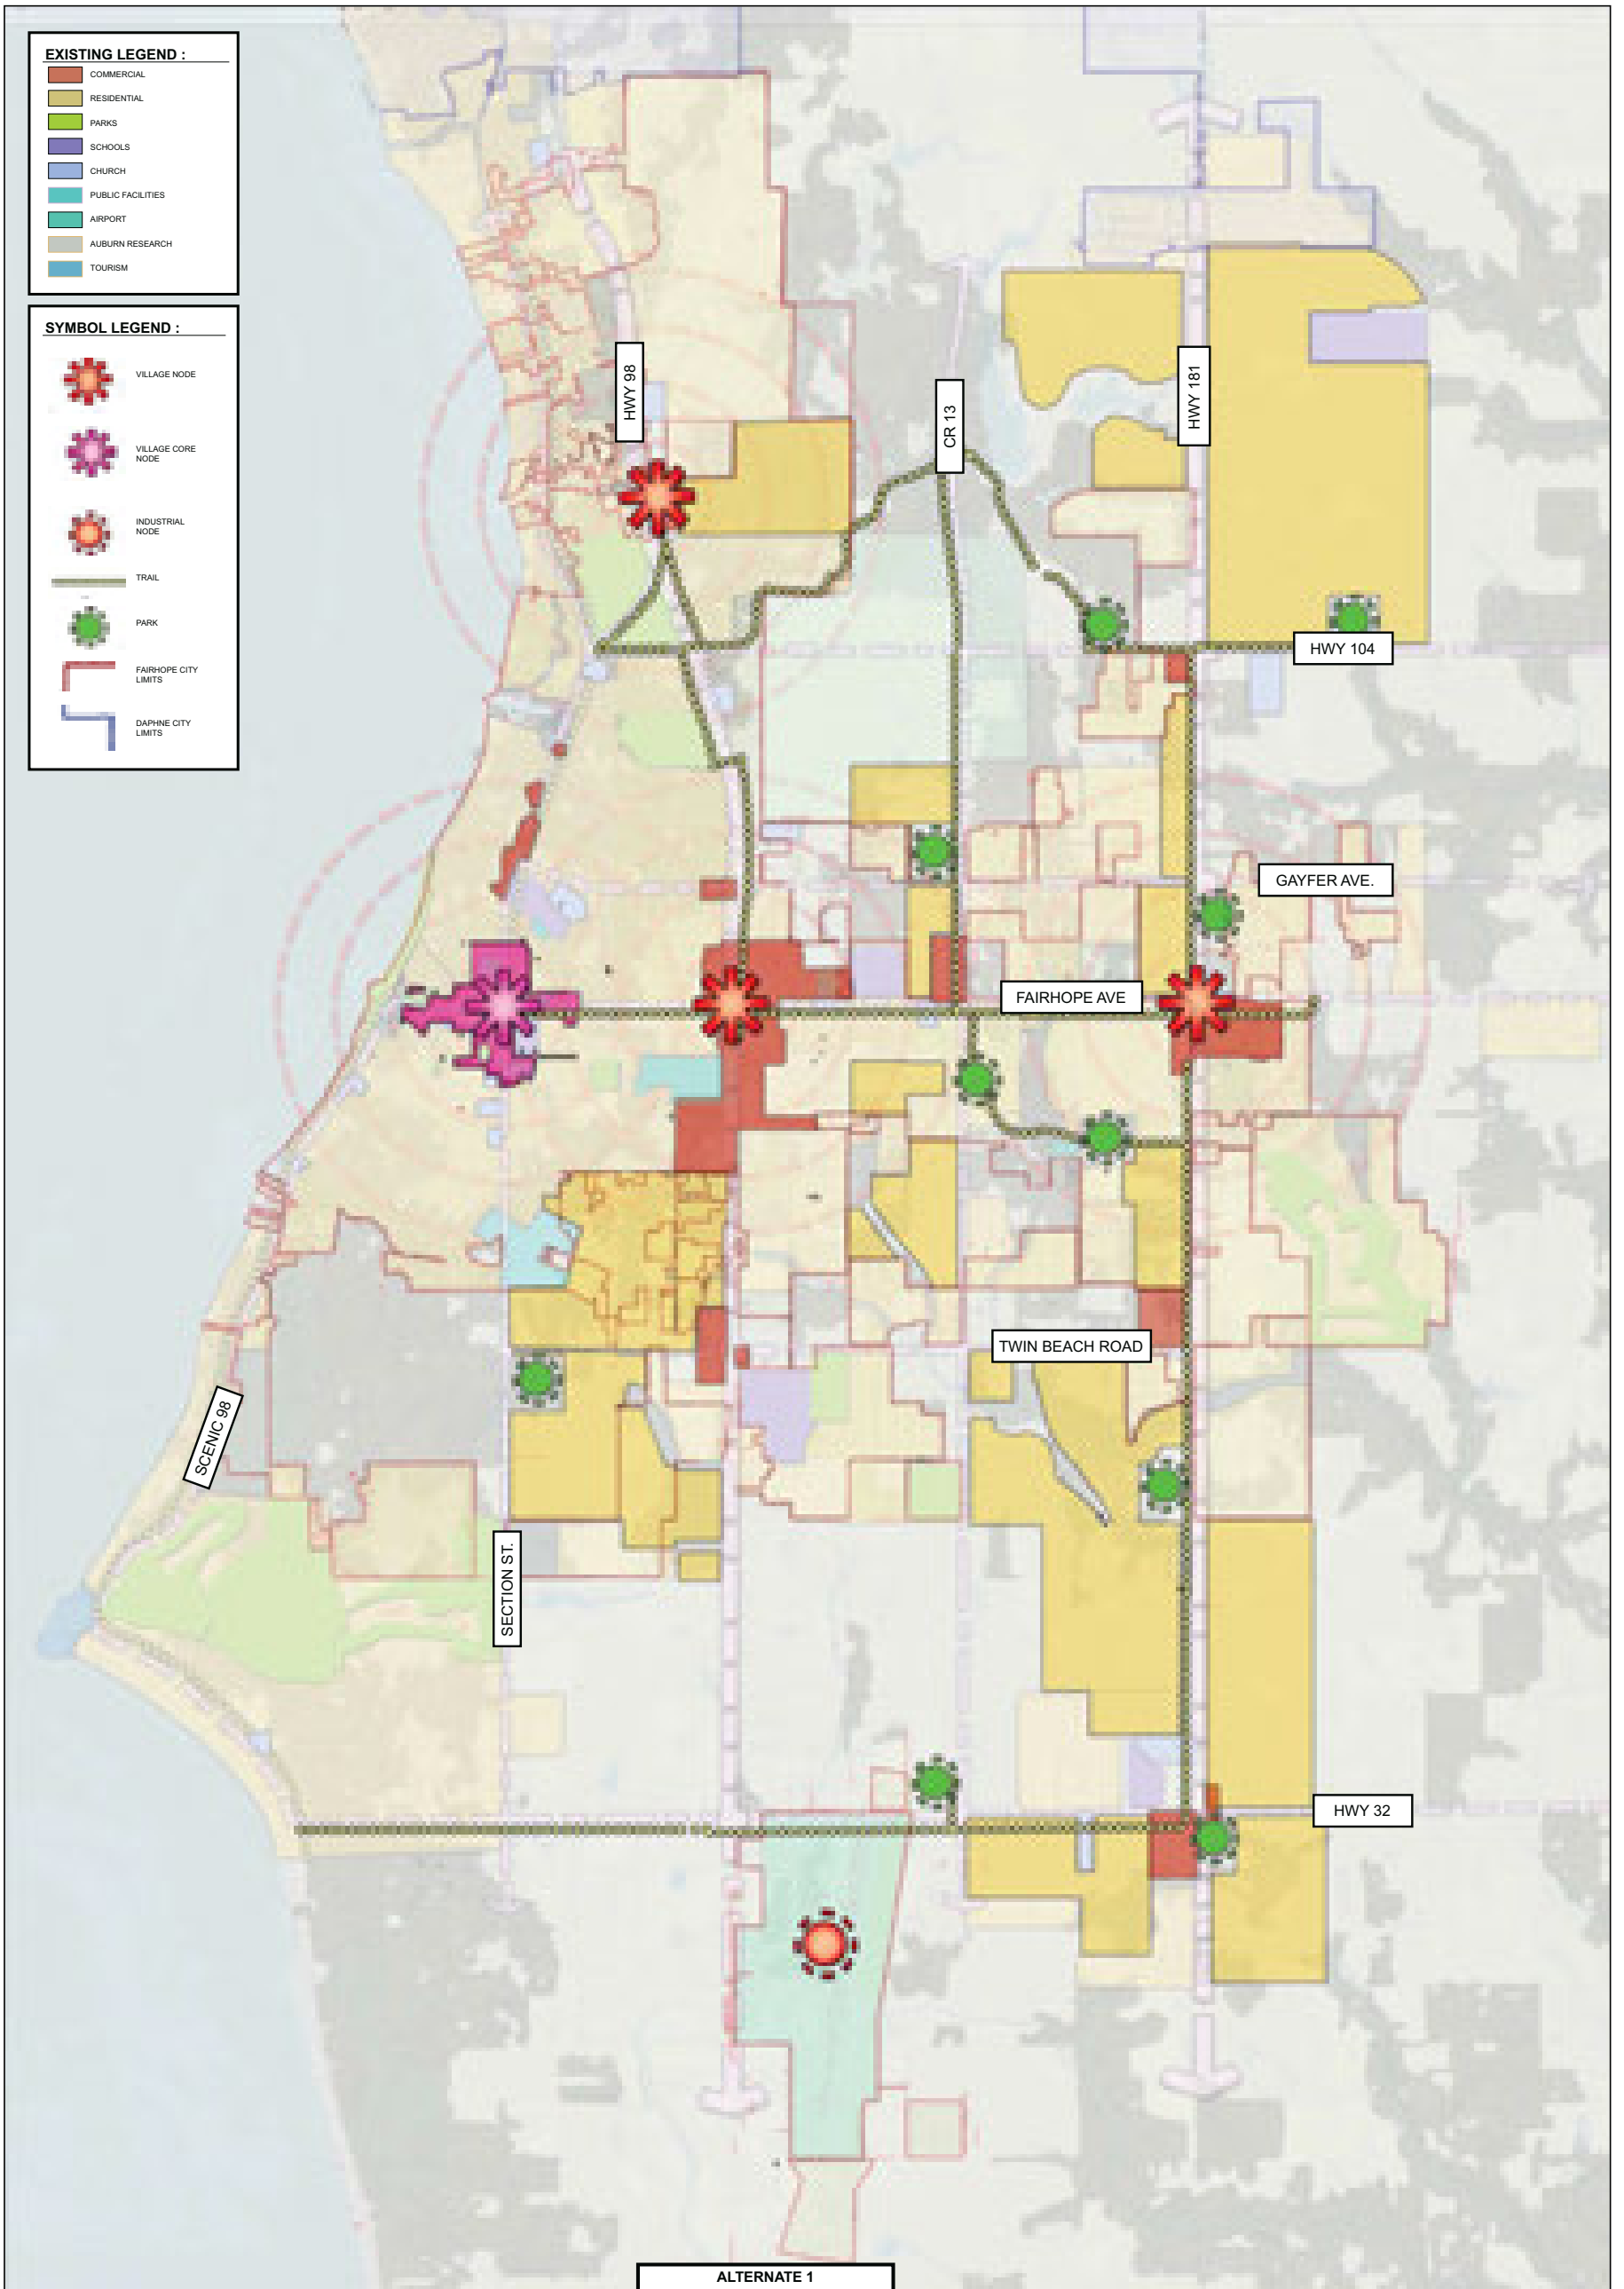 EXISTING LEGEND :
COMMERCIAL
RESIDENTIAL
PARKS
SCHOOLS
CHURCH
PUBLIC FACILITIES
AIRPORT
AUBURN RESEARCH
TOURISM
SYMBOL LEGEND :
VILLAGE NODE
VILLAGE CORE
NODE
INDUSTRIAL
NODE
TRAIL
PARK
FAIRHOPE CITY
LIMITS
DAPHNE CITY
LIMITS
HWY 98
CR 13
HWY 181
HWY 104
GAYFER AVE.
FAIRHOPE AVE
TWIN BEACH ROAD
SCENIC 98
SECTION ST.
HWY 32
ALTERNATE 1